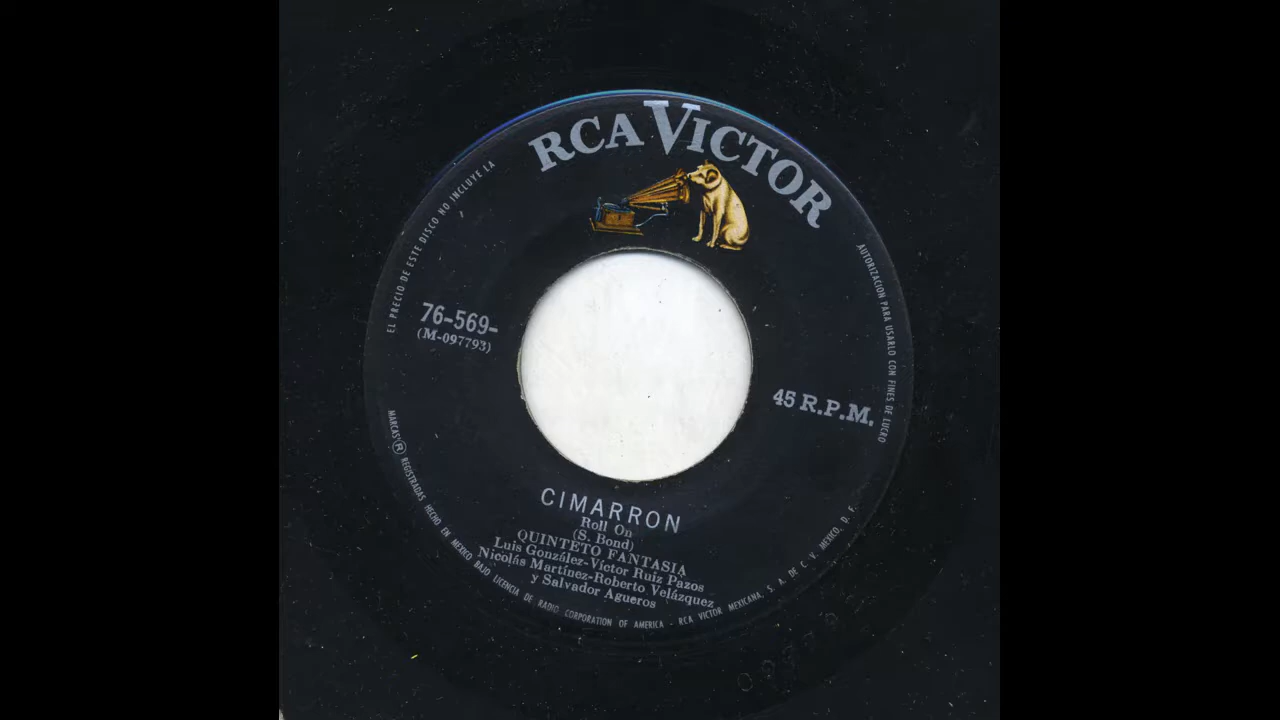 RCA VICTOR
EL PRECIO DE ESTE DISCO NO INCLUYE LA
AUTORIZACION PARA USARLO CON FINES DE LUCRO
76-569-
(M-097793)
45 R.P.M.
CIMARRON
Roll On
(S. Bond)
QUINTETO FANTASIA
Luis González-Víctor Ruiz Pazos
Nicolás Martínez-Roberto Velázquez
y Salvador Agueros
MARCAS ® REGISTRADAS HECHO EN MEXICO BAJO LICENCIA DE RADIO CORPORATION OF AMERICA - RCA VICTOR MEXICANA, S. A. DE C. V. MEXICO, D. F.